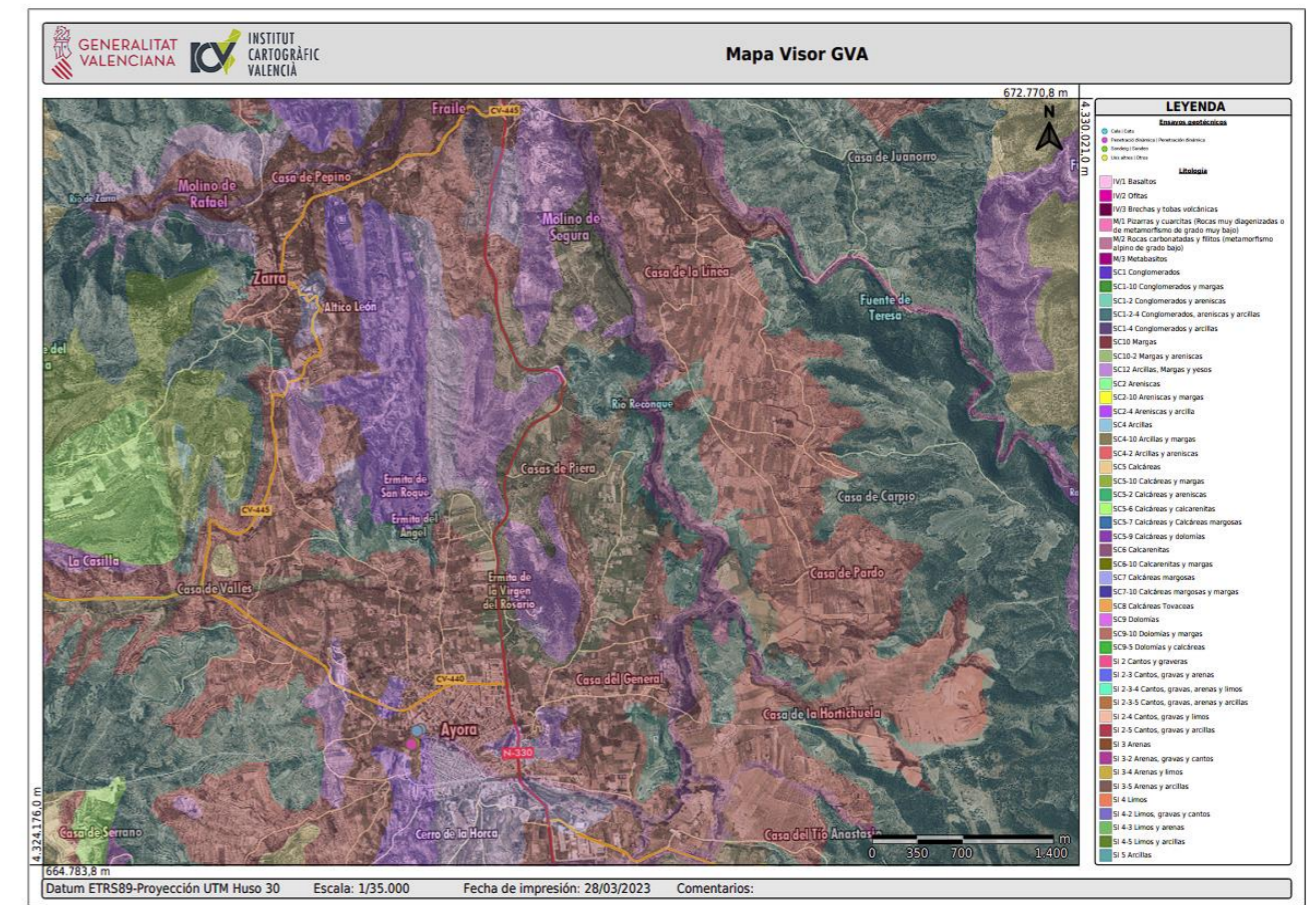 GENERALITAT
VALENCIANA
INSTITUT
CARTOGRÀFIC
VALENCIÀ
Mapa Visor GVA
672.770,8 m
4.330.021,0 m
N
Fraile
CV-445
Casa de Juanorro
Casa de Pepino
Molino de
Rafael
Río de Zarra
Molino de
Segura
Casa de la Línea
Zarra
Altico León
Fuente de
Teresa
Río Reconque
Casas de Piera
Ermita de
San Roque
Casa de Carpio
CV-445
Ermita del
Angel
La Casilla
Casa de Pardo
Casa de Valles
Ermita de
la Virgen
del Rosario
CV-440
Casa del General
Casa de la Hortichuela
Ayora
N-330
Casa de Serrano
Cerro de la Horca
Casa del Tío Anastasio
m
0 350 700 1.400
4.324.176,0 m
664.783,8 m
LEYENDA
Ensayos geotécnicos
Cala | Cata
Penetració dinàmica | Penetración dinámica
Sondeig | Sondeo
Uns altres | Otros
Litología
IV/1 Basaltos
IV/2 Ofitas
IV/3 Brechas y tobas volcánicas
M/1 Pizarras y cuarcitas (Rocas muy diagenizadas o
de metamorfismo de grado muy bajo)
M/2 Rocas carbonatadas y filitos (metamorfismo
alpino de grado bajo)
M/3 Metabasitos
SC1 Conglomerados
SC1-10 Conglomerados y margas
SC1-2 Conglomerados y areniscas
SC1-2-4 Conglomerados, areniscas y arcillas
SC1-4 Conglomerados y arcillas
SC10 Margas
SC10-2 Margas y areniscas
SC12 Arcillas, Margas y yesos
SC2 Areniscas
SC2-10 Areniscas y margas
SC2-4 Areniscas y arcilla
SC4 Arcillas
SC4-10 Arcillas y margas
SC4-2 Arcillas y areniscas
SC5 Calcáreas
SC5-10 Calcáreas y margas
SC5-2 Calcáreas y areniscas
SC5-6 Calcáreas y calcarenitas
SC5-7 Calcáreas y Calcáreas margosas
SC5-9 Calcáreas y dolomías
SC6 Calcarenitas
SC6-10 Calcarenitas y margas
SC7 Calcáreas margosas
SC7-10 Calcáreas margosas y margas
SC8 Calcáreas Tovaceas
SC9 Dolomías
SC9-10 Dolomías y margas
SC9-5 Dolomías y calcáreas
SI 2 Cantos y graveras
SI 2-3 Cantos, gravas y arenas
SI 2-3-4 Cantos, gravas, arenas y limos
SI 2-3-5 Cantos, gravas, arenas y arcillas
SI 2-4 Cantos, gravas y limos
SI 2-5 Cantos, gravas y arcillas
SI 3 Arenas
SI 3-2 Arenas, gravas y cantos
SI 3-4 Arenas y limos
SI 3-5 Arenas y arcillas
SI 4 Limos
SI 4-2 Limos, gravas y cantos
SI 4-3 Limos y arenas
SI 4-5 Limos y arcillas
SI 5 Arcillas
Datum ETRS89-Proyección UTM Huso 30 Escala: 1/35.000 Fecha de impresión: 28/03/2023 Comentarios: